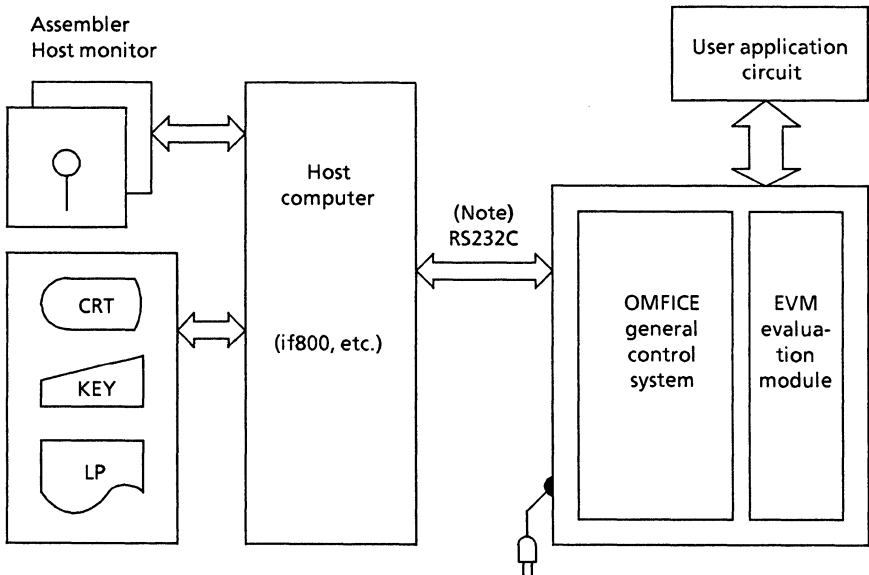 Assembler
Host monitor
User application
circuit
Host
computer
(if800, etc.)
(Note)
RS232C
CRT
KEY
LP
OMFICE
general
control
system
EVM
evalua-
tion
module